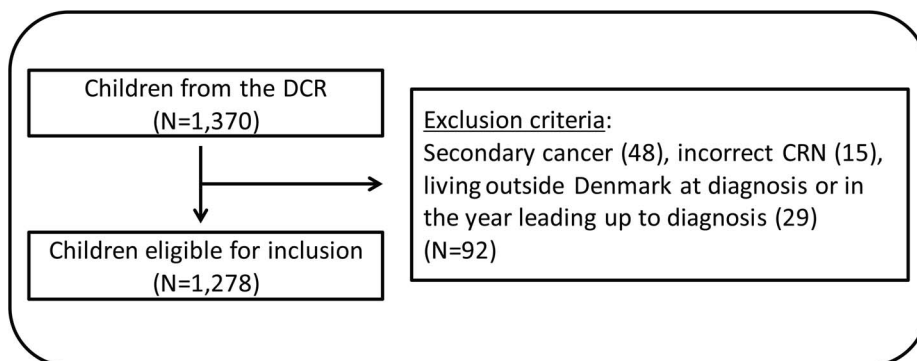 Children from the DCR
(N=1,370)
Exclusion criteria:
Secondary cancer (48), incorrect CRN (15),
living outside Denmark at diagnosis or in
the year leading up to diagnosis (29)
(N=92)
Children eligible for inclusion
(N=1,278)